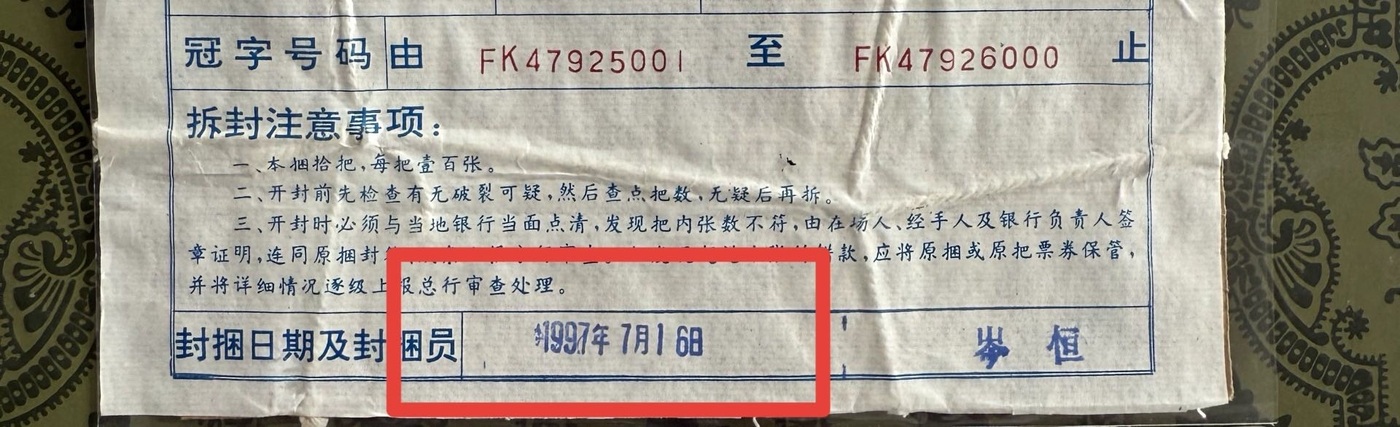 冠字号码由 FK47925001 至 FK47926000 止
拆封注意事项：
一、本捆拾把，每把壹百张。
二、开封前先检查有无破裂可疑，然后查点把数，无疑后再拆。
三、开封时必须与当地银行当面点清，发现把内张数不符，由在场人、经手人及银行负责人签
章证明，连同原捆封 款，应将原捆或原把票券保管，
并将详细情况逐级上报总行审查处理。
封捆日期及封捆员 1997年7月16日 岑恒